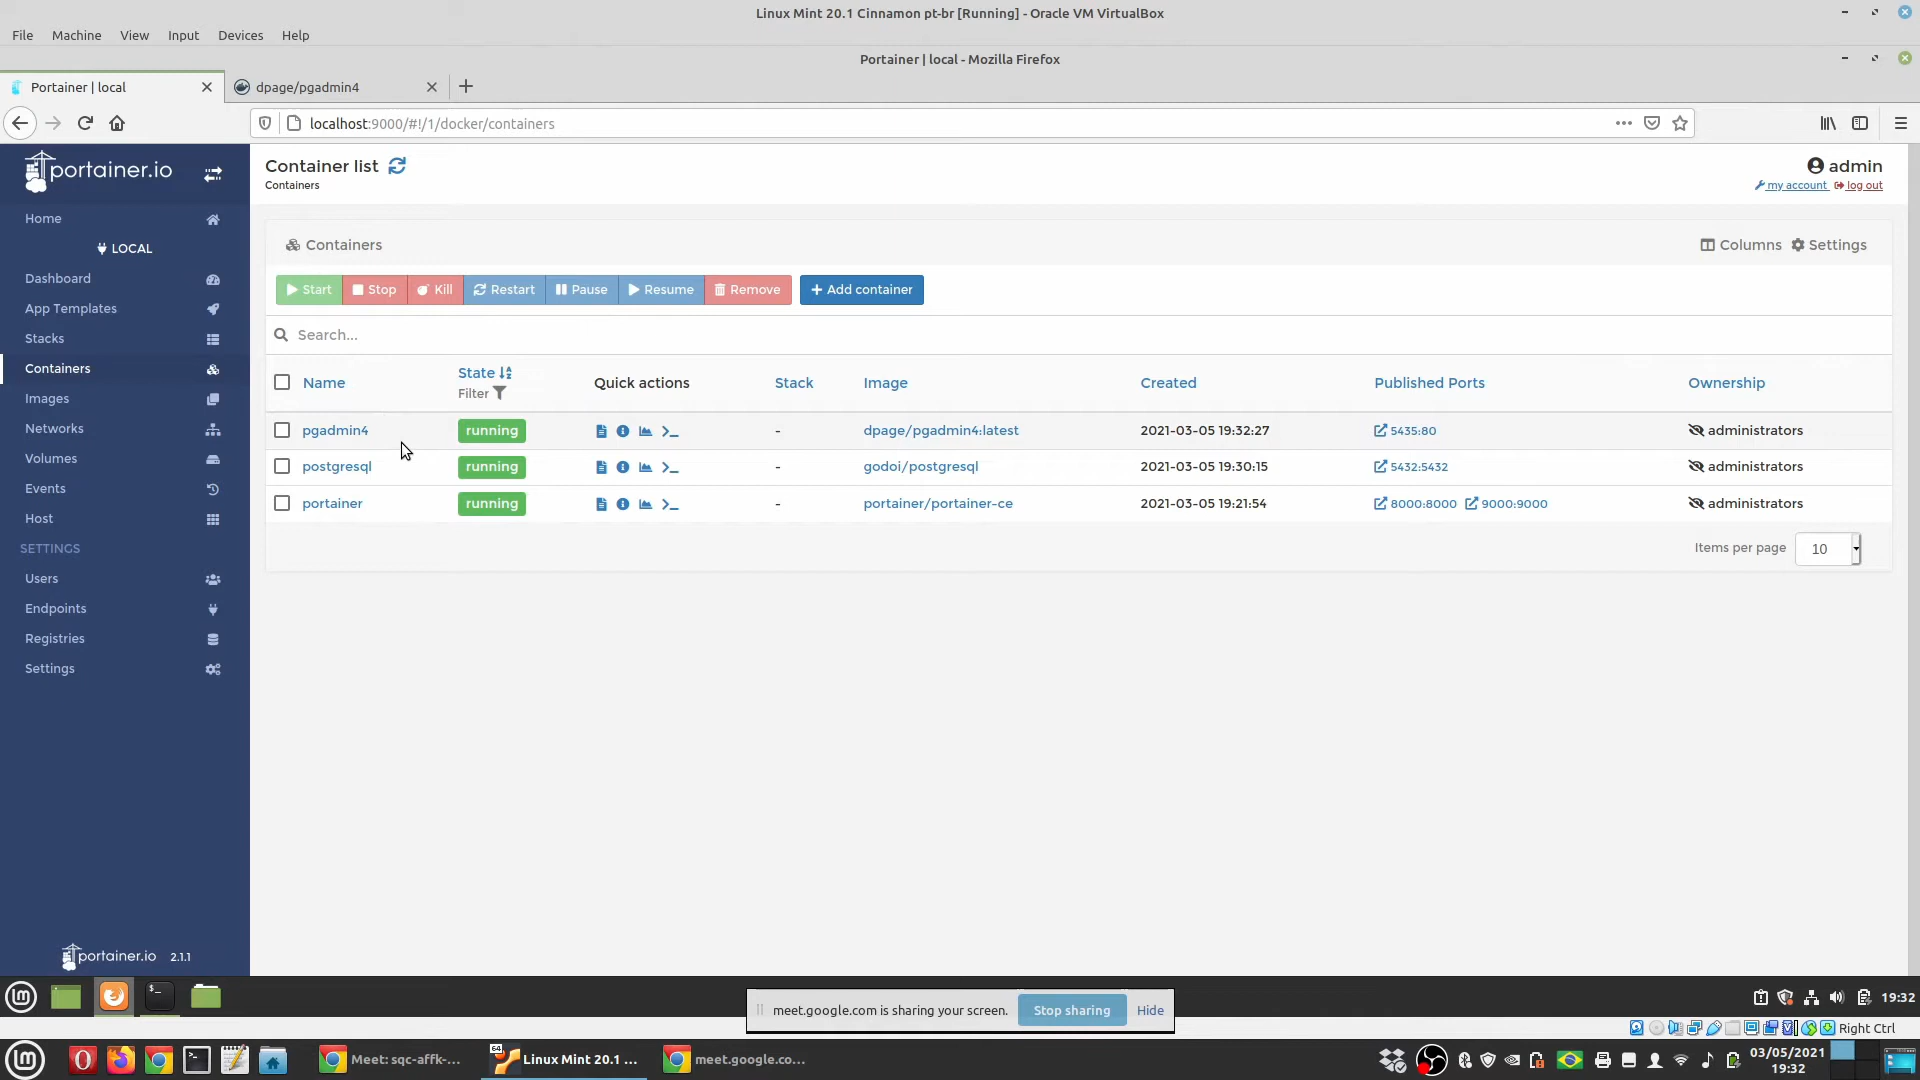 Linux Mint 20.1 Cinnamon pt-br [Running] - Oracle VM VirtualBox
File Machine View Input Devices Help
Portainer | local - Mozilla Firefox
Portainer | local
dpage/pgadmin4
localhost:9000/#!/1/docker/containers
portainer.io
Home
LOCAL
Dashboard
App Templates
Stacks
Containers
Images
Networks
Volumes
Events
Host
SETTINGS
Users
Endpoints
Registries
Settings
portainer.io 2.1.1
Container list
Containers
admin
my account log out
Containers
Columns Settings
Start Stop Kill Restart Pause Resume Remove + Add container
Search...
Name State Filter Quick actions Stack Image Created Published Ports Ownership
pgadmin4 running - dpage/pgadmin4:latest 2021-03-05 19:32:27 5435:80 administrators
postgresql running - godoi/postgresql 2021-03-05 19:30:15 5432:5432 administrators
portainer running - portainer/portainer-ce 2021-03-05 19:21:54 8000:8000 9000:9000 administrators
Items per page 10
19:32
meet.google.com is sharing your screen. Stop sharing Hide
Right Ctrl
Meet: sqc-affk-...
64
Linux Mint 20.1 ...
meet.google.co...
03/05/2021
19:32